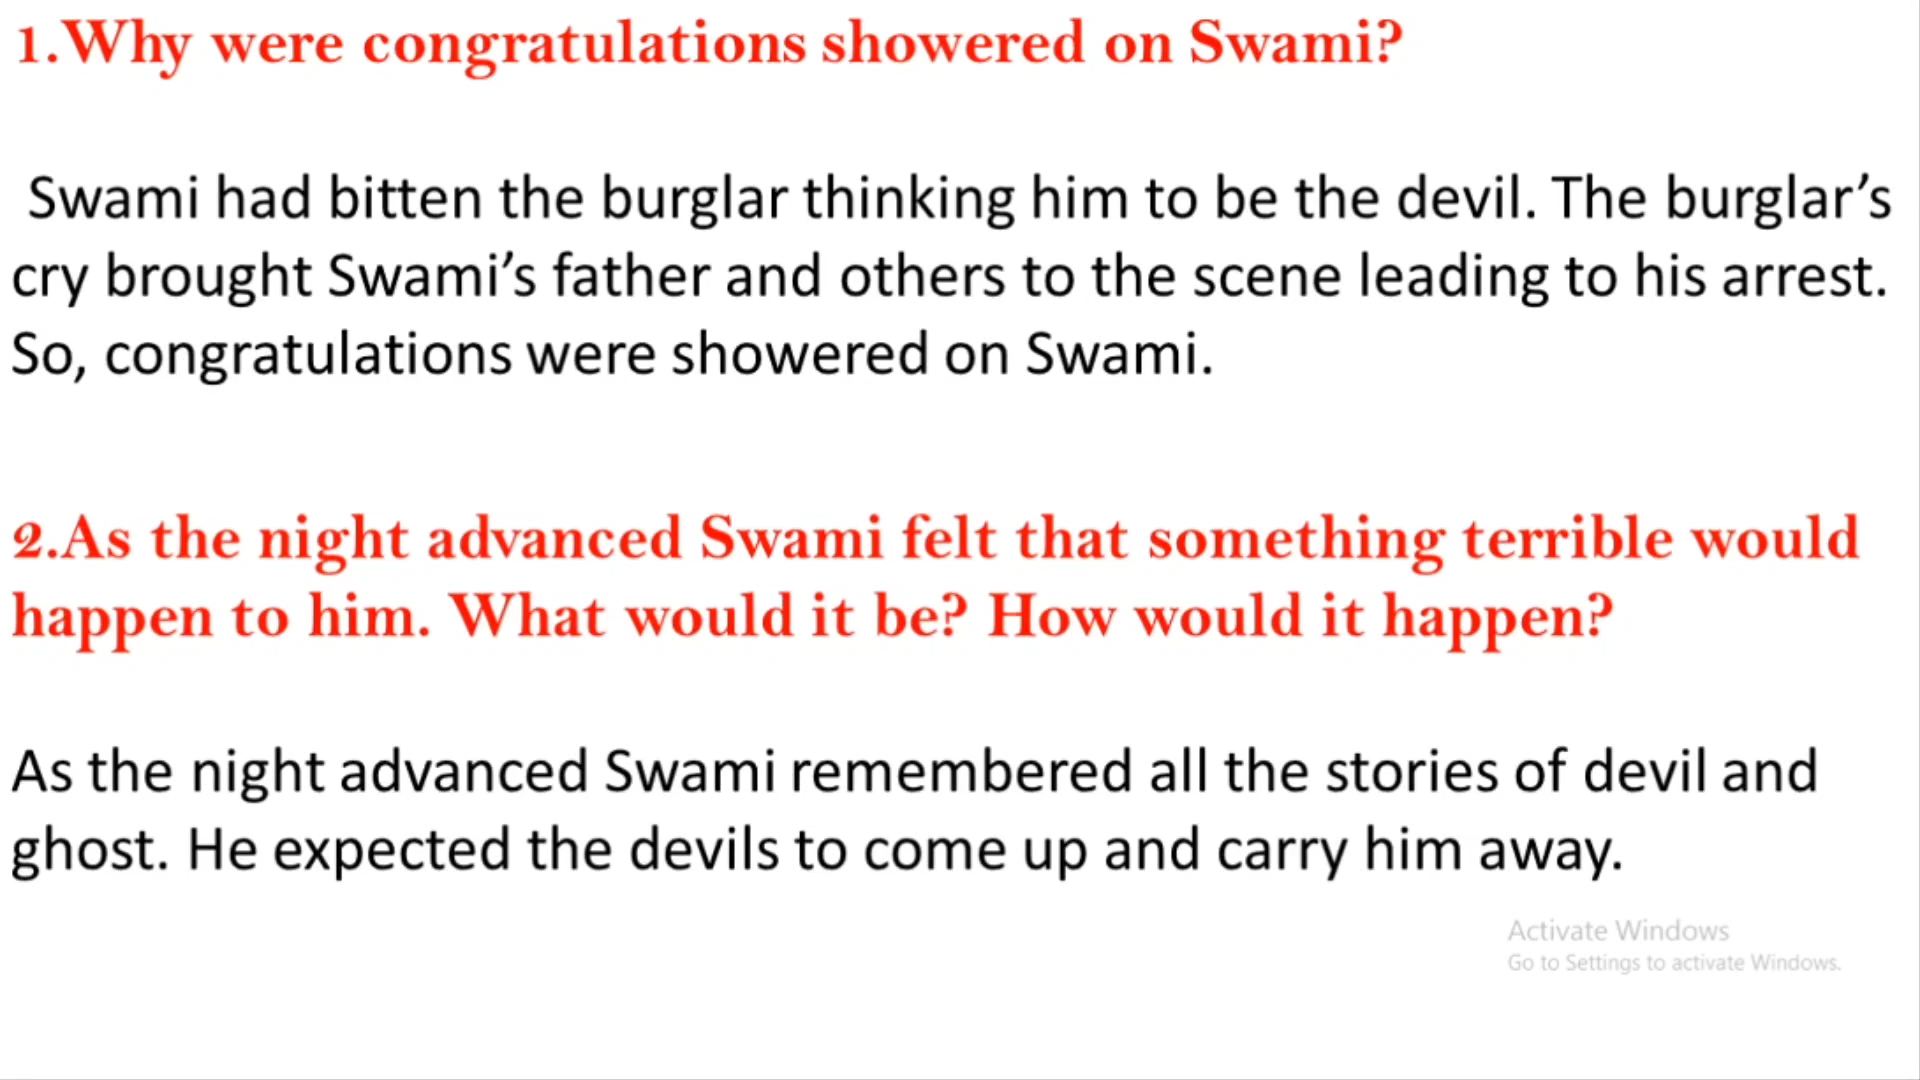 1.Why were congratulations showered on Swami?
Swami had bitten the burglar thinking him to be the devil. The burglar’s
cry brought Swami’s father and others to the scene leading to his arrest.
So, congratulations were showered on Swami.
2.As the night advanced Swami felt that something terrible would
happen to him. What would it be? How would it happen?
As the night advanced Swami remembered all the stories of devil and
ghost. He expected the devils to come up and carry him away.
Activate Windows
Go to Settings to activate Windows.